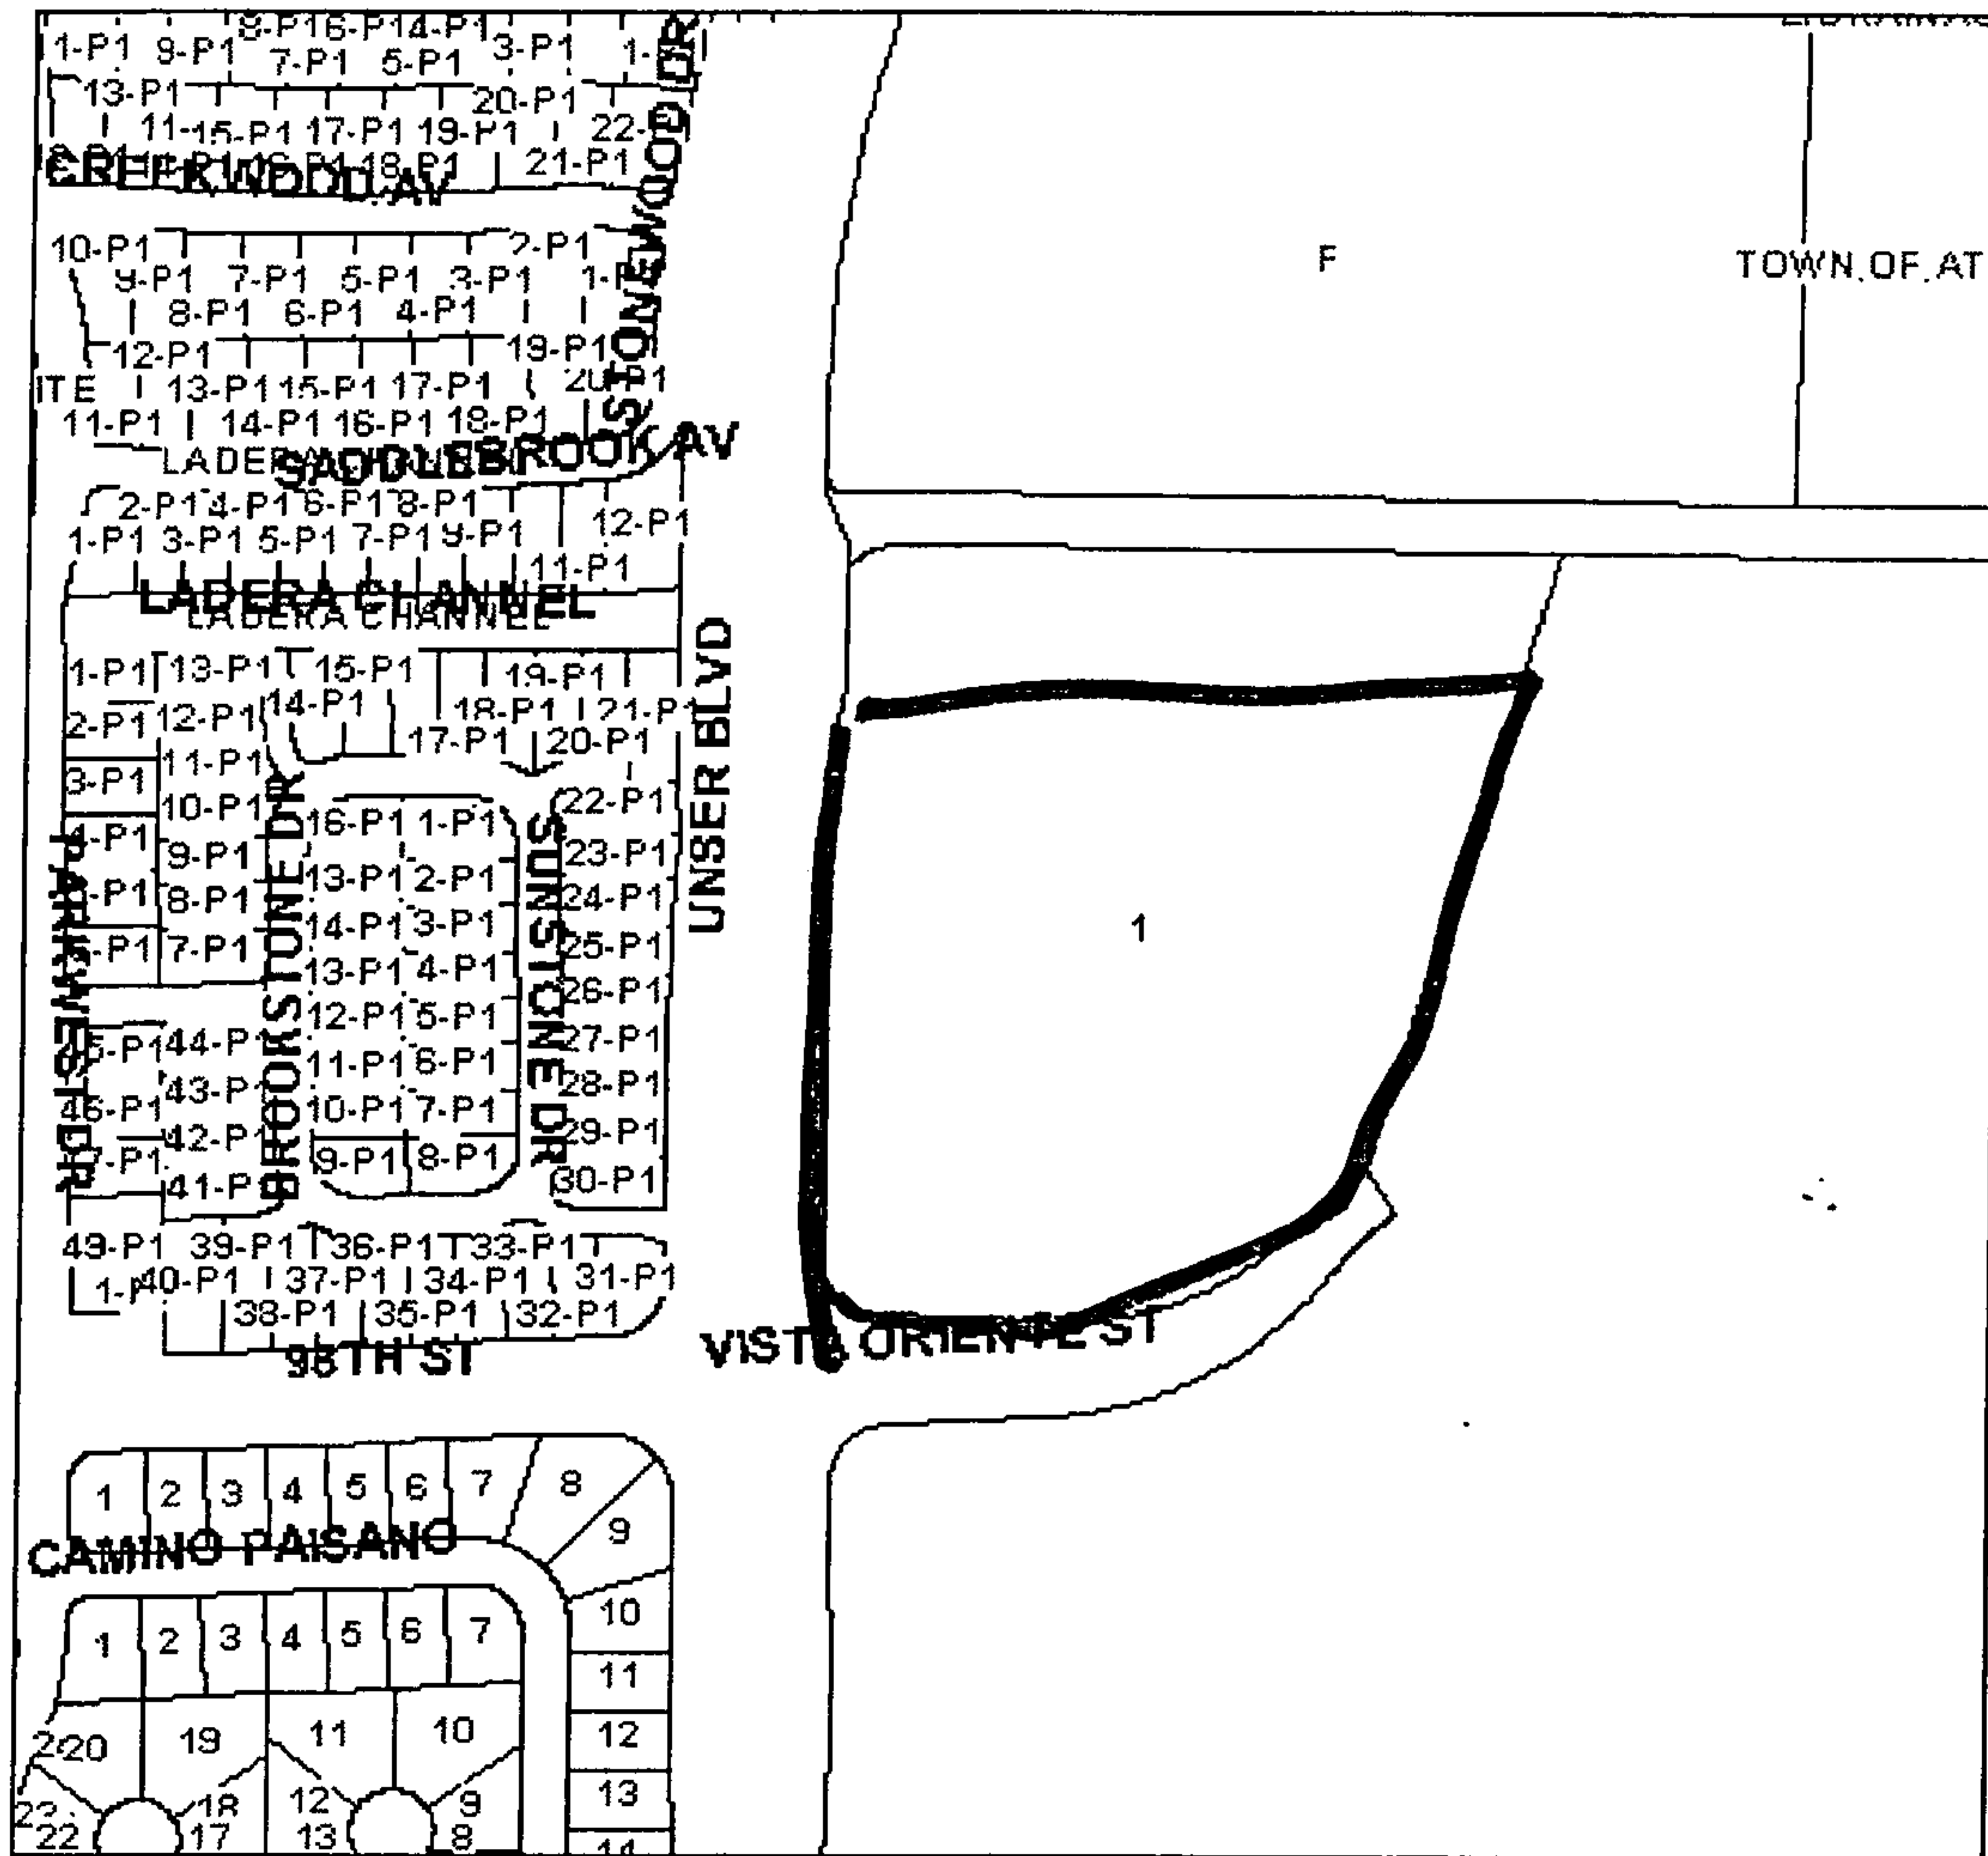 1-P1 9-P1 8-P1 6-P1 4-P1 3-P1
7-P1 5-P1
13-P1 20-P1
15-P1 17-P1 19-P1
18-P1 21-P1
CREEKWOOD AV
STONEWOOD DR
F
TOWN.OF.AT
10-P1 2-P1
9-P1 7-P1 5-P1 3-P1
8-P1 6-P1 4-P1
12-P1 19-P1
ITE 13-P1 15-P1 17-P1
11-P1 14-P1 16-P1 18-P1
SADDLEBROOK AV
2-P1 4-P1 6-P1 8-P1 12-P1
1-P1 3-P1 5-P1 7-P1 9-P1
11-P1
LADERA CHANNEL
LADERA CHANNEL
UNSER BLVD
1-P1 13-P1 15-P1 19-P1
2-P1 12-P1 14-P1 18-P1 21-P1
17-P1 20-P1
3-P1 11-P1
10-P1 22-P1
16-P1 1-P1
9-P1 23-P1
8-P1 13-P1 2-P1 24-P1
7-P1 14-P1 3-P1 25-P1
13-P1 4-P1 26-P1
12-P1 5-P1 27-P1
44-P1 11-P1 6-P1 28-P1
43-P1 10-P1 7-P1
46-P1 42-P1 29-P1
41-P1 9-P1 8-P1 30-P1
BROOKSTONE DR
SUNSTONE DR
1
39-P1 36-P1 33-P1
40-P1 37-P1 34-P1 31-P1
38-P1 35-P1 32-P1
98TH ST
VISTA ORIENTE ST
1 2 3 4 5 6 7 8
9
CAMINO PAISANO
10
1 2 3 4 5 6 7
11
20 19 11 10 12
13
18 12 9
22 17 13 8
14